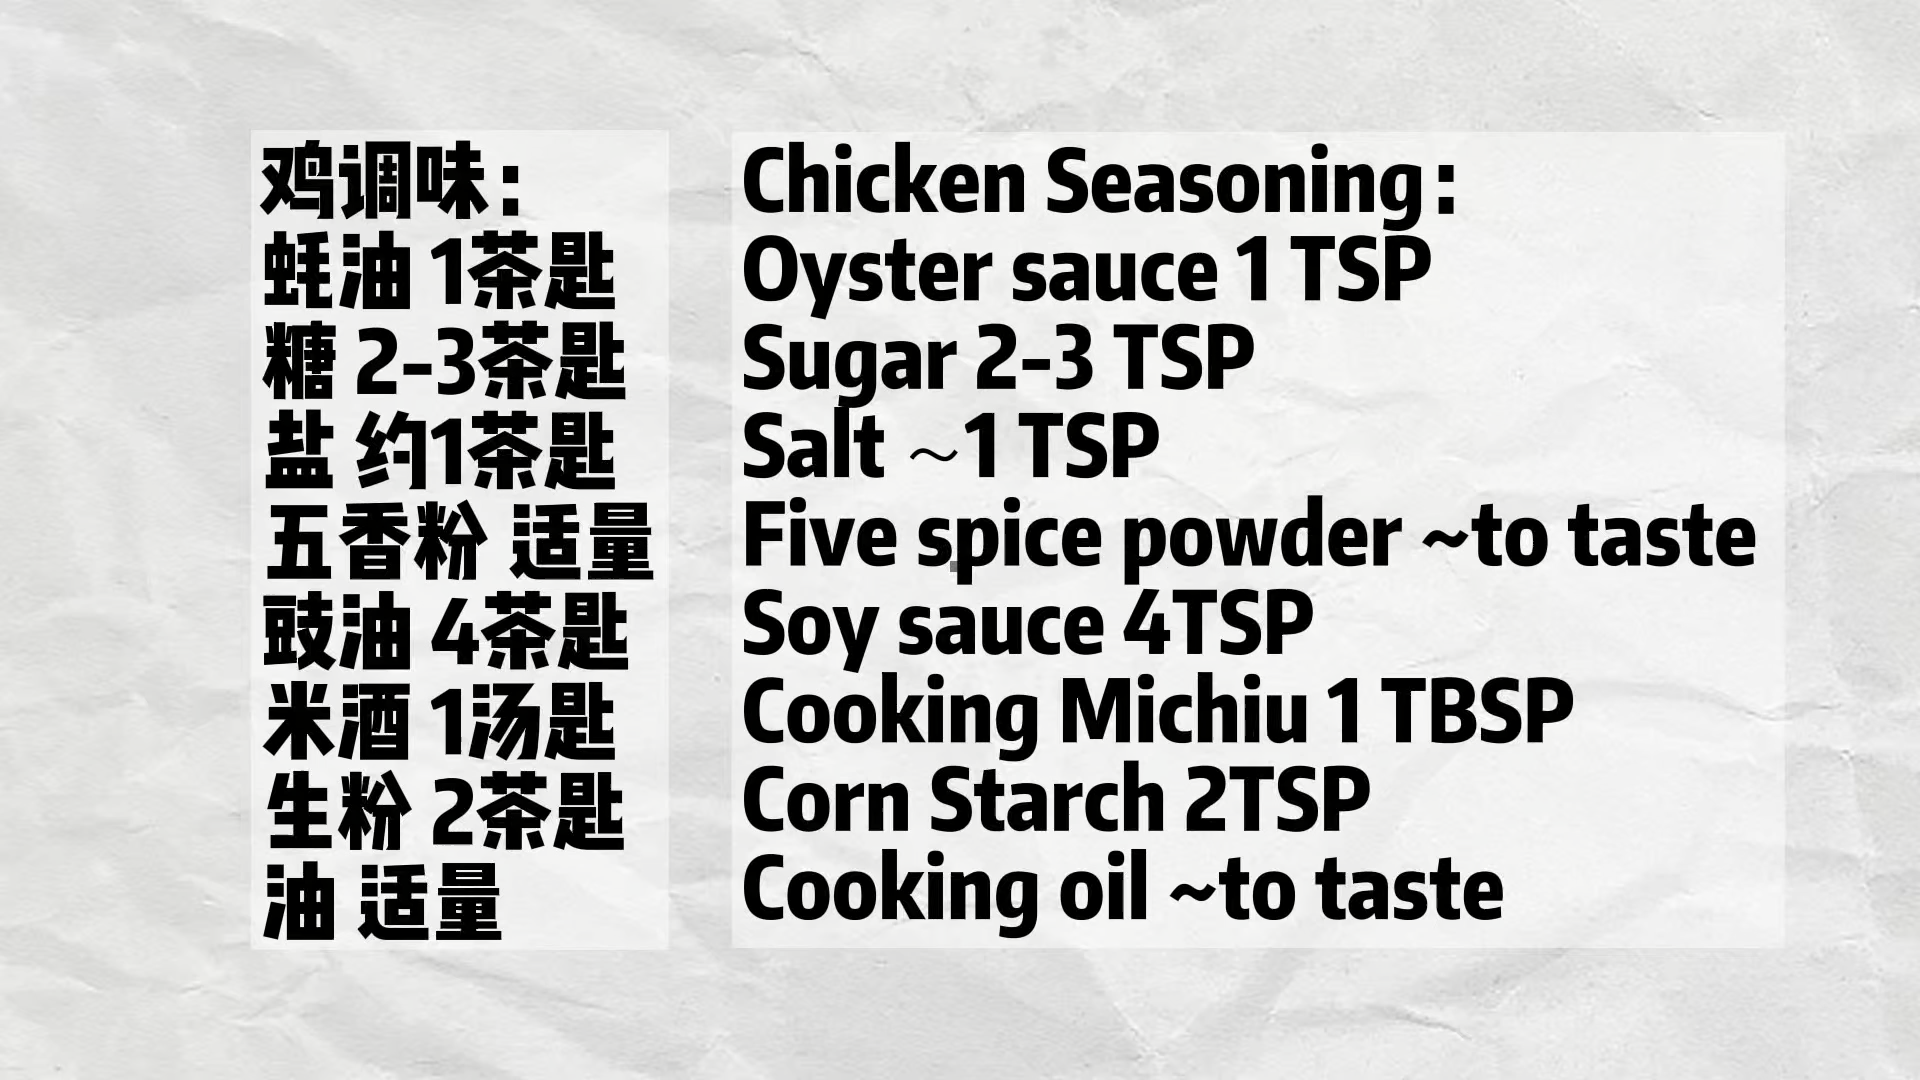 鸡调味：
蚝油 1茶匙
糖 2-3茶匙
盐 约1茶匙
五香粉 适量
豉油 4茶匙
米酒 1汤匙
生粉 2茶匙
油 适量
Chicken Seasoning：
Oyster sauce 1 TSP
Sugar 2-3 TSP
Salt ～1 TSP
Five spice powder ~to taste
Soy sauce 4TSP
Cooking Michiu 1 TBSP
Corn Starch 2TSP
Cooking oil ~to taste